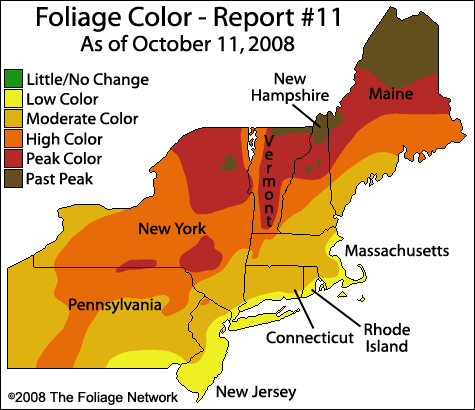 Foliage Color - Report #11
As of October 11, 2008
Little/No Change
Low Color
Moderate Color
High Color
Peak Color
Past Peak
New
Hampshire
Maine
Vermont
New York
Massachusetts
Pennsylvania
Connecticut
Rhode
Island
New Jersey
©2008 The Foliage Network